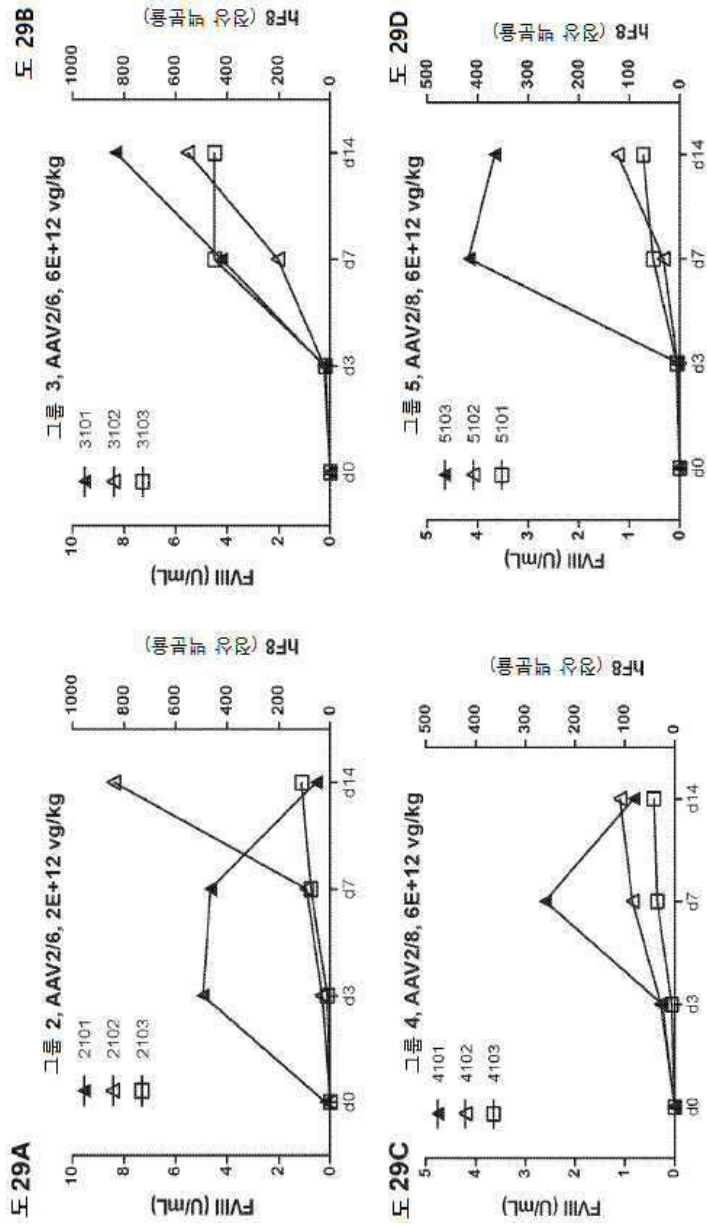 도 29A
그룹 2, AAV2/6, 2E+12 vg/kg
2101
2102
2103
FVIII (U/mL)
10
8
6
4
2
0
d0
d3
d7
d14
1000
800
600
400
200
0
hF8 (정상 백분율)
도 29B
그룹 3, AAV2/6, 6E+12 vg/kg
3101
3102
3103
FVIII (U/mL)
10
8
6
4
2
0
d0
d3
d7
d14
1000
800
600
400
200
0
hF8 (정상 백분율)
도 29C
그룹 4, AAV2/8, 6E+12 vg/kg
4101
4102
4103
FVIII (U/mL)
5
4
3
2
1
0
d0
d3
d7
d14
500
400
300
200
100
0
hF8 (정상 백분율)
도 29D
그룹 5, AAV2/8, 6E+12 vg/kg
5103
5102
5101
FVIII (U/mL)
5
4
3
2
1
0
d0
d3
d7
d14
500
400
300
200
100
0
hF8 (정상 백분율)